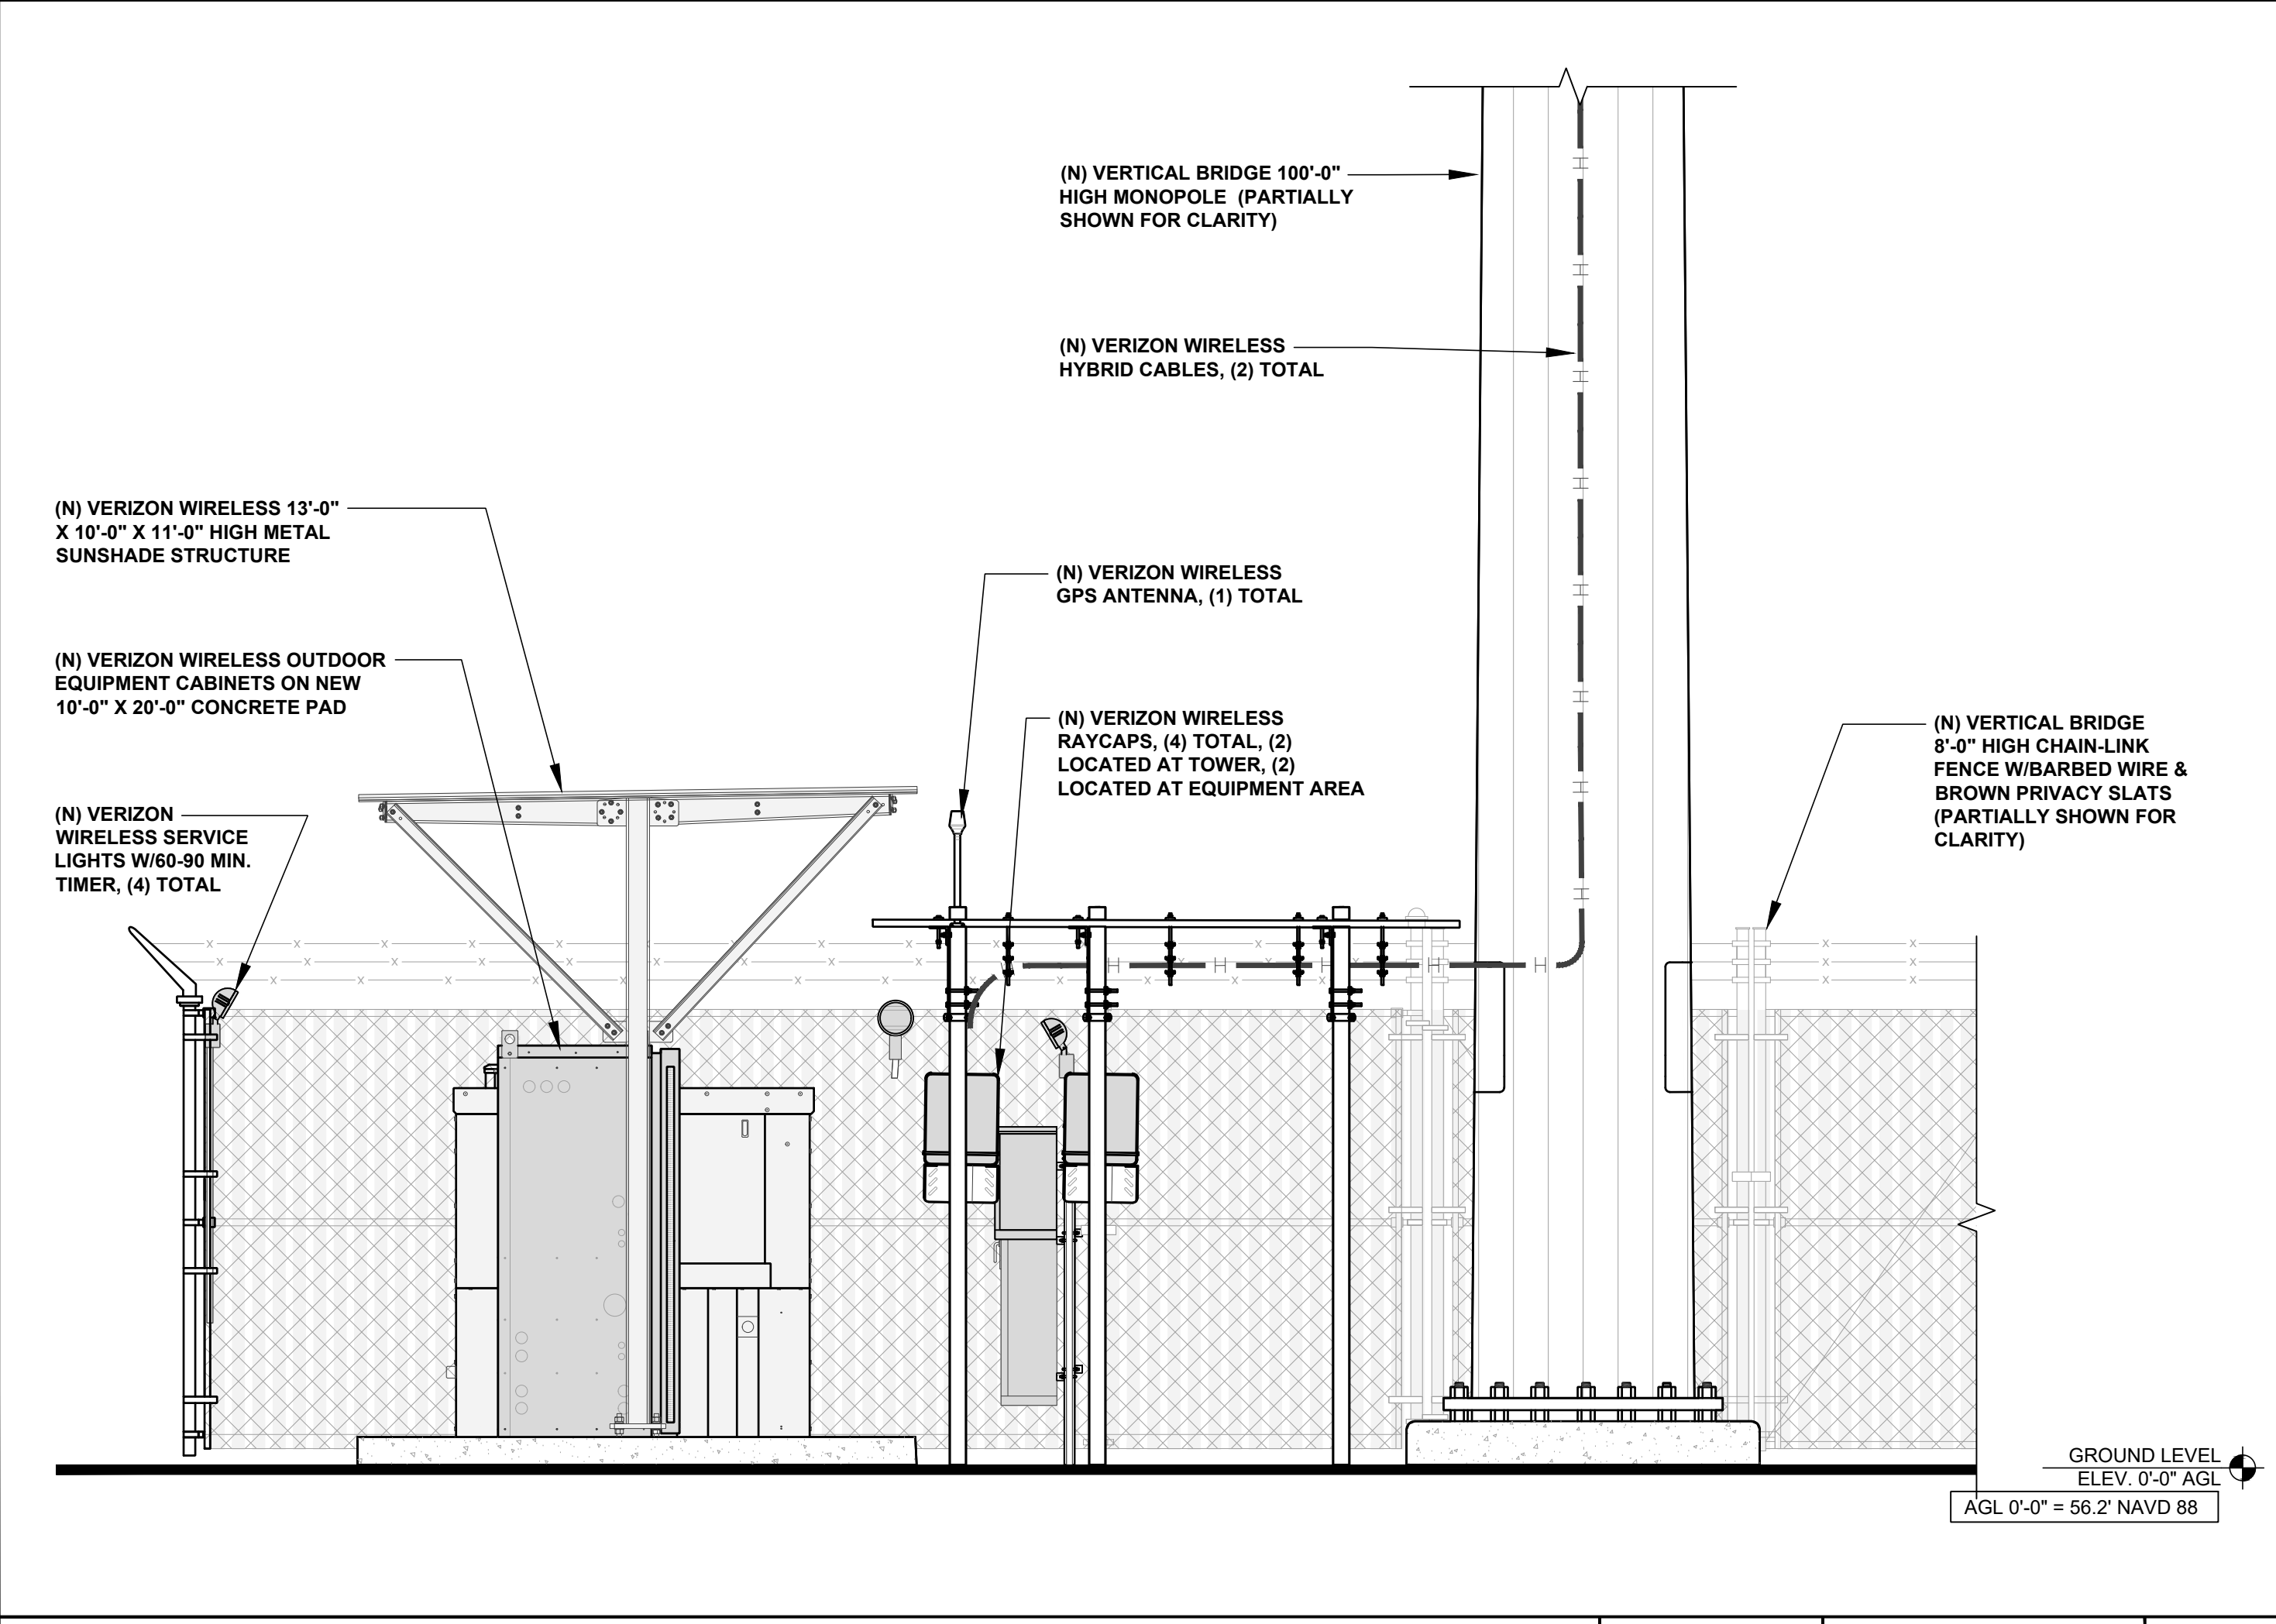 (N) VERTICAL BRIDGE 100'-0"
HIGH MONOPOLE (PARTIALLY
SHOWN FOR CLARITY)
(N) VERIZON WIRELESS
HYBRID CABLES, (2) TOTAL
(N) VERIZON WIRELESS 13'-0"
X 10'-0" X 11'-0" HIGH METAL
SUNSHADE STRUCTURE
(N) VERIZON WIRELESS
GPS ANTENNA, (1) TOTAL
(N) VERIZON WIRELESS OUTDOOR
EQUIPMENT CABINETS ON NEW
10'-0" X 20'-0" CONCRETE PAD
(N) VERIZON WIRELESS
RAYCAPS, (4) TOTAL, (2)
LOCATED AT TOWER, (2)
LOCATED AT EQUIPMENT AREA
(N) VERTICAL BRIDGE
8'-0" HIGH CHAIN-LINK
FENCE W/BARBED WIRE &
BROWN PRIVACY SLATS
(PARTIALLY SHOWN FOR
CLARITY)
(N) VERIZON
WIRELESS SERVICE
LIGHTS W/60-90 MIN.
TIMER, (4) TOTAL
GROUND LEVEL
ELEV. 0'-0" AGL
AGL 0'-0" = 56.2' NAVD 88